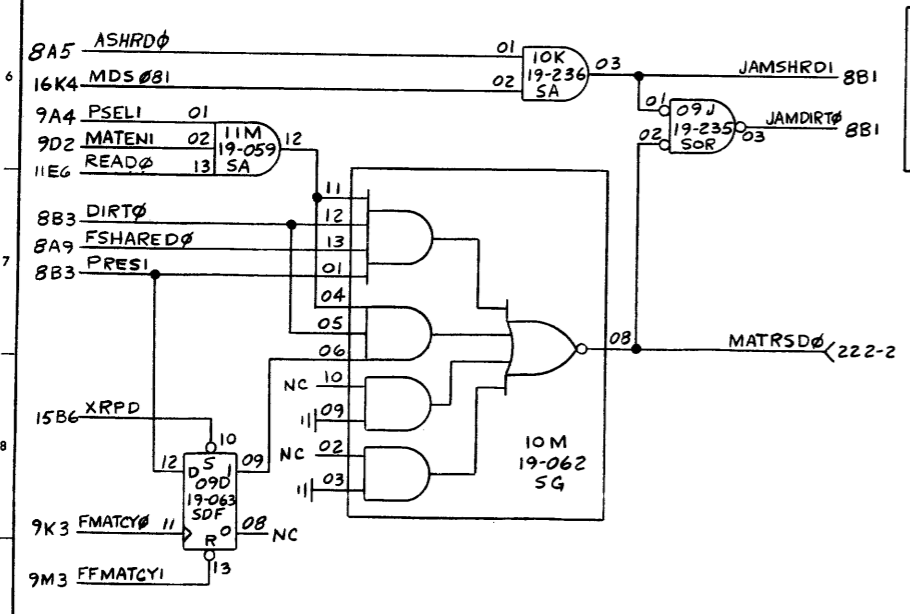 8A5 ASHRDØ 01 10K 03 JAMSHRD1 8B1
6
16K4 MDSØ81 02 19-236
SA
9A4 PSEL1 01 01 09J JAMDIRTØ 8B1
9D2 MATEN1 02 11M 12 02 19-235 03
19-059 SOR
11E6 READØ 13 SA
11
8B3 DIRTØ 12
8A9 FSHAREDØ 13
7
8B3 PRES1 01
04
05
06 08 MATRSDØ 222-2
NC 10
15B6 XRPD 09
10
8
NC 02 10M
12 D S 1 09 19-062
09D 03 5G
19-063
SDF
9K3 FMATCYØ 11 0 08 NC
R
9M3 FFMATCY1 13